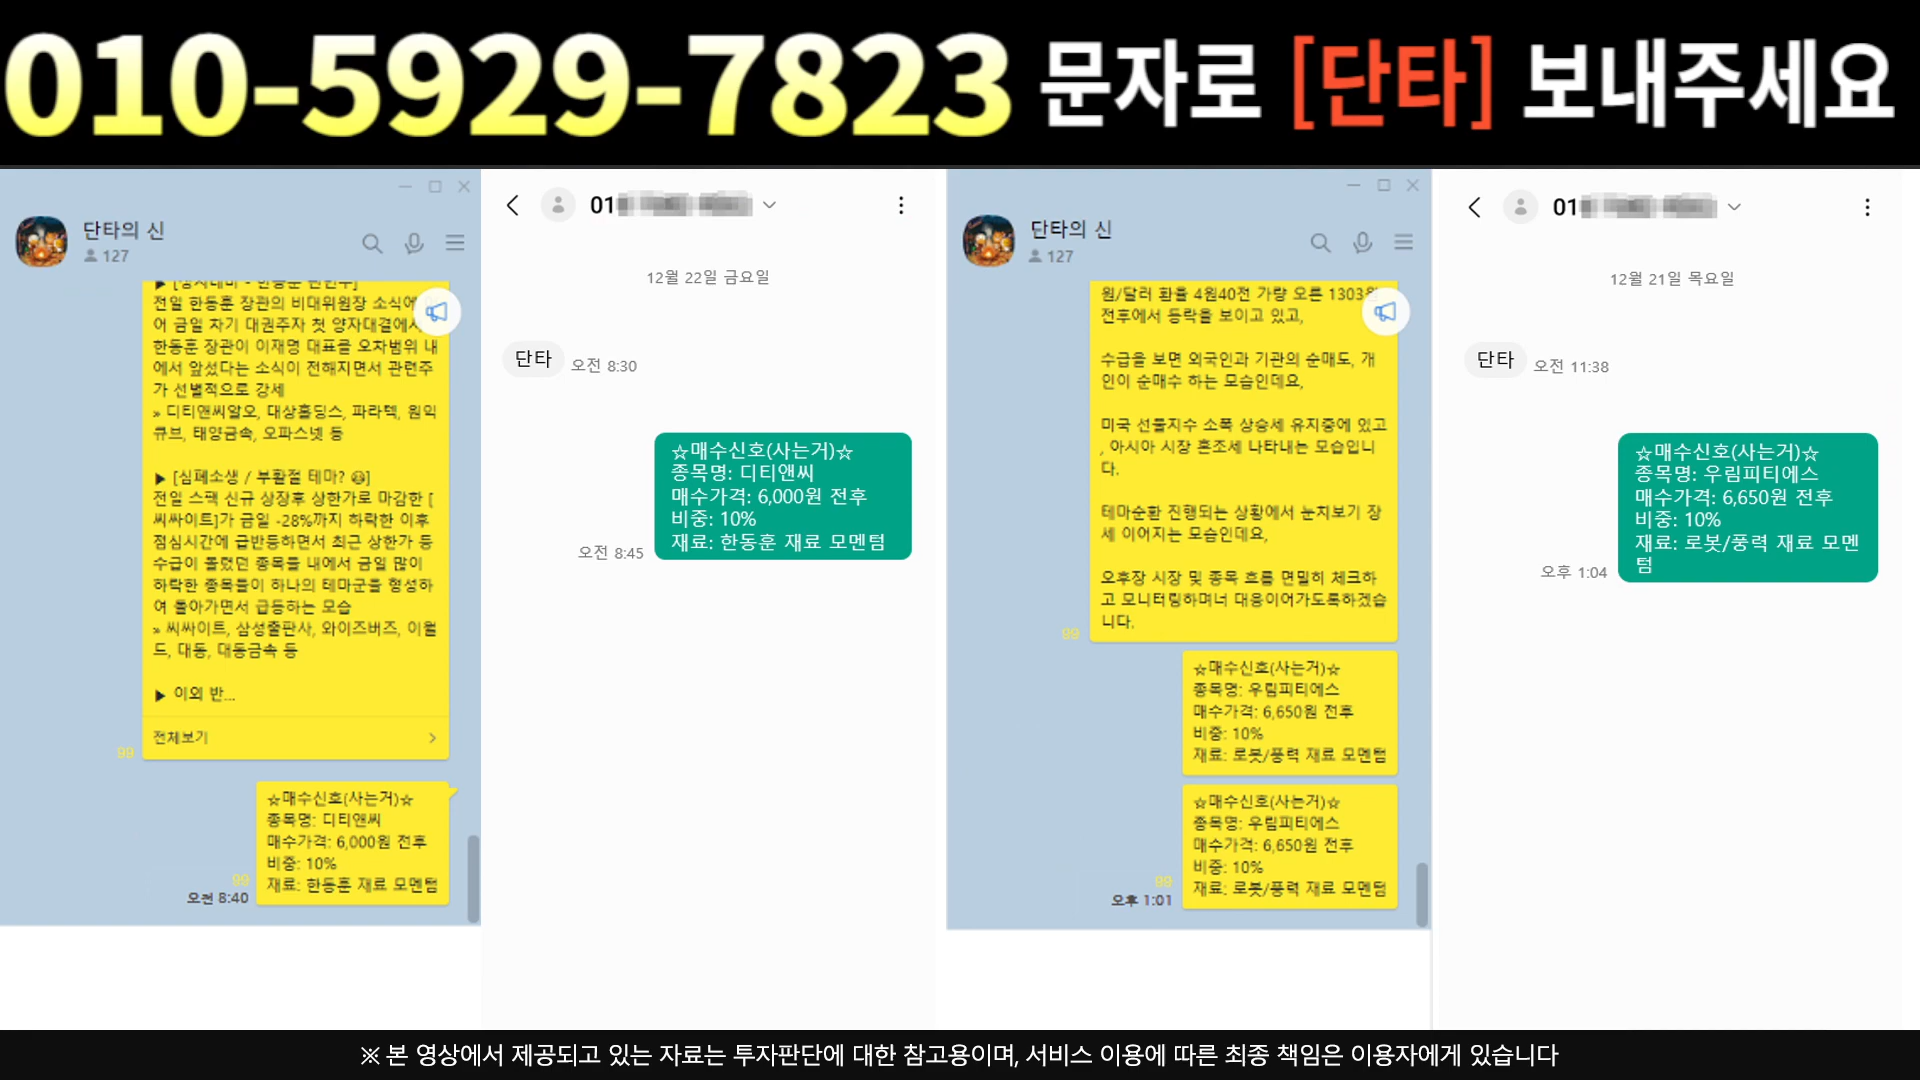 010-5929-7823 문자로 [단타] 보내주세요
단타의 신
127
전일 한동훈 장관의 비대위원장 소식에
어 금일 차기 대권주자 첫 양자대결에서
한동훈 장관이 이재명 대표를 오차범위 내
에서 앞섰다는 소식이 전해지면서 관련주
가 선별적으로 강세
» 디티앤씨알오, 대상홀딩스, 파라텍, 원익
큐브, 태양금속, 오파스넷 등
▶ [심폐소생 / 부활절 테마? 😃]
전일 스팩 신규 상장후 상한가로 마감한 [
씨싸이트]가 금일 -28%까지 하락한 이후
점심시간에 급반등하면서 최근 상한가 등
수급이 몰렸던 종목들 내에서 금일 많이
하락한 종목들이 하나의 테마군을 형성하
여 돌아가면서 급등하는 모습
» 씨싸이트, 삼성출판사, 와이즈버즈, 이월
드, 대동, 대동금속 등
▶ 이외 반...
전체보기
99
☆매수신호(사는거)☆
종목명: 디티앤씨
매수가격: 6,000원 전후
비중: 10%
재료: 한동훈 재료 모멘텀
99
오전 8:40
01
12월 22일 금요일
단타
오전 8:30
☆매수신호(사는거)☆
종목명: 디티앤씨
매수가격: 6,000원 전후
비중: 10%
재료: 한동훈 재료 모멘텀
오전 8:45
단타의 신
127
원/달러 환율 4원40전 가량 오른 1303원
전후에서 등락을 보이고 있고,
수급을 보면 외국인과 기관의 순매도, 개
인이 순매수 하는 모습인데요,
미국 선물지수 소폭 상승세 유지중에 있고
, 아시아 시장 혼조세 나타내는 모습입니
다.
테마순환 진행되는 상황에서 눈치보기 장
세 이어지는 모습인데요,
오후장 시장 및 종목 흐름 면밀히 체크하
고 모니터링하며너 대응이어가도록하겠습
니다.
99
☆매수신호(사는거)☆
종목명: 우림피티에스
매수가격: 6,650원 전후
비중: 10%
재료: 로봇/풍력 재료 모멘텀
☆매수신호(사는거)☆
종목명: 우림피티에스
매수가격: 6,650원 전후
비중: 10%
재료: 로봇/풍력 재료 모멘텀
99
오후 1:01
01
12월 21일 목요일
단타
오전 11:38
☆매수신호(사는거)☆
종목명: 우림피티에스
매수가격: 6,650원 전후
비중: 10%
재료: 로봇/풍력 재료 모멘
텀
오후 1:04
※ 본 영상에서 제공되고 있는 자료는 투자판단에 대한 참고용이며, 서비스 이용에 따른 최종 책임은 이용자에게 있습니다